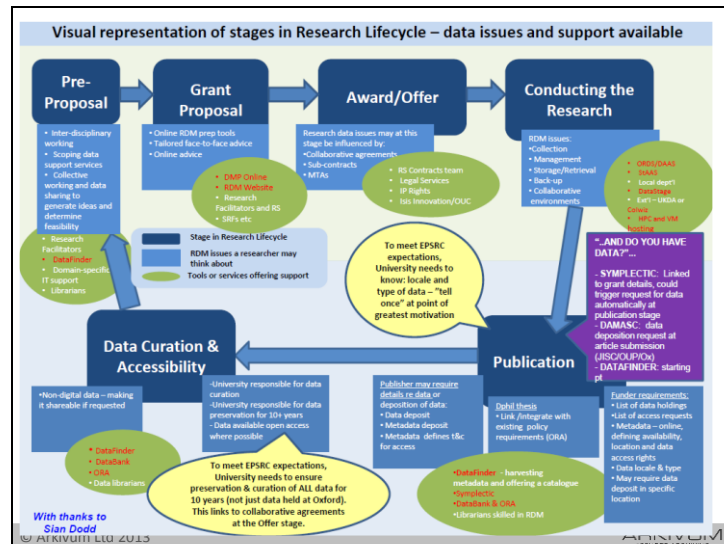 Visual representation of stages in Research Lifecycle – data issues and support available
Pre-
Proposal
• Inter-disciplinary
working
• Scoping data
support services
• Collective
working and data
sharing to
generate ideas and
determine
feasibility
• Research
Facilitators
• DataFinder
• Domain-specific
IT support
• Librarians
Grant
Proposal
• Online RDM prep tools
• Tailored face-to-face advice
• Online advice
• DMP Online
• RDM Website
• Research
Facilitators and RS
• SRFs etc
Award/Offer
Research data issues may at this
stage be influenced by:
•Collaborative agreements
• Sub-contracts
• MTAs
• RS Contracts team
• Legal Services
• IP Rights
• Isis Innovation/OUC
Conducting the
Research
RDM issues:
•Collection
• Management
• Storage/Retrieval
• Back-up
• Collaborative
environments
• ORDS/DAAS
• StAAS
• Local dept'l
• DataStage
• Ext'l – UKDA or
Colwiz
• HPC and VM
hosting
Stage in Research Lifecycle
RDM issues a researcher may
think about
Tools or services offering support
To meet EPSRC
expectations,
University needs to
know: locale and
type of data – "tell
once" at point of
greatest motivation
"..AND DO YOU HAVE
DATA?"...
- SYMPLECTIC: Linked
to grant details, could
trigger request for data
automatically at
publication stage
- DAMASC: data
deposition request at
article submission
(JISC/OUP/Ox)
- DATAFINDER: starting
pt
Publication
Publisher may require
details re data or
deposition of data:
• Data deposit
• Metadata deposit
• Metadata defines t&c
for access
Dphil thesis
• Link /integrate with
existing policy
requirements (ORA)
Funder requirements:
• List of data holdings
•List of access requests
• Metadata – online,
defining availability,
location and rights
and data access rights
• Data locale & type
• May require data
deposit in specific
location
•DataFinder - harvesting
metadata and offering a catalogue
•Symplectic
•DataBank & ORA
•Librarians skilled in RDM
Data Curation &
Accessibility
•Non-digital data – making
it shareable if requested
-University responsible for data
curation
-University responsible for data
preservation for 10+ years
- Data available open access
where possible
• DataFinder
• DataBank
• ORA
• Data librarians
To meet EPSRC expectations,
University needs to ensure
preservation & curation of ALL data for
10 years (not just data held at Oxford).
This links to collaborative agreements
at the Offer stage.
With thanks to
Sian Dodd
© Arkivum Ltd 2013
ARKIVUM